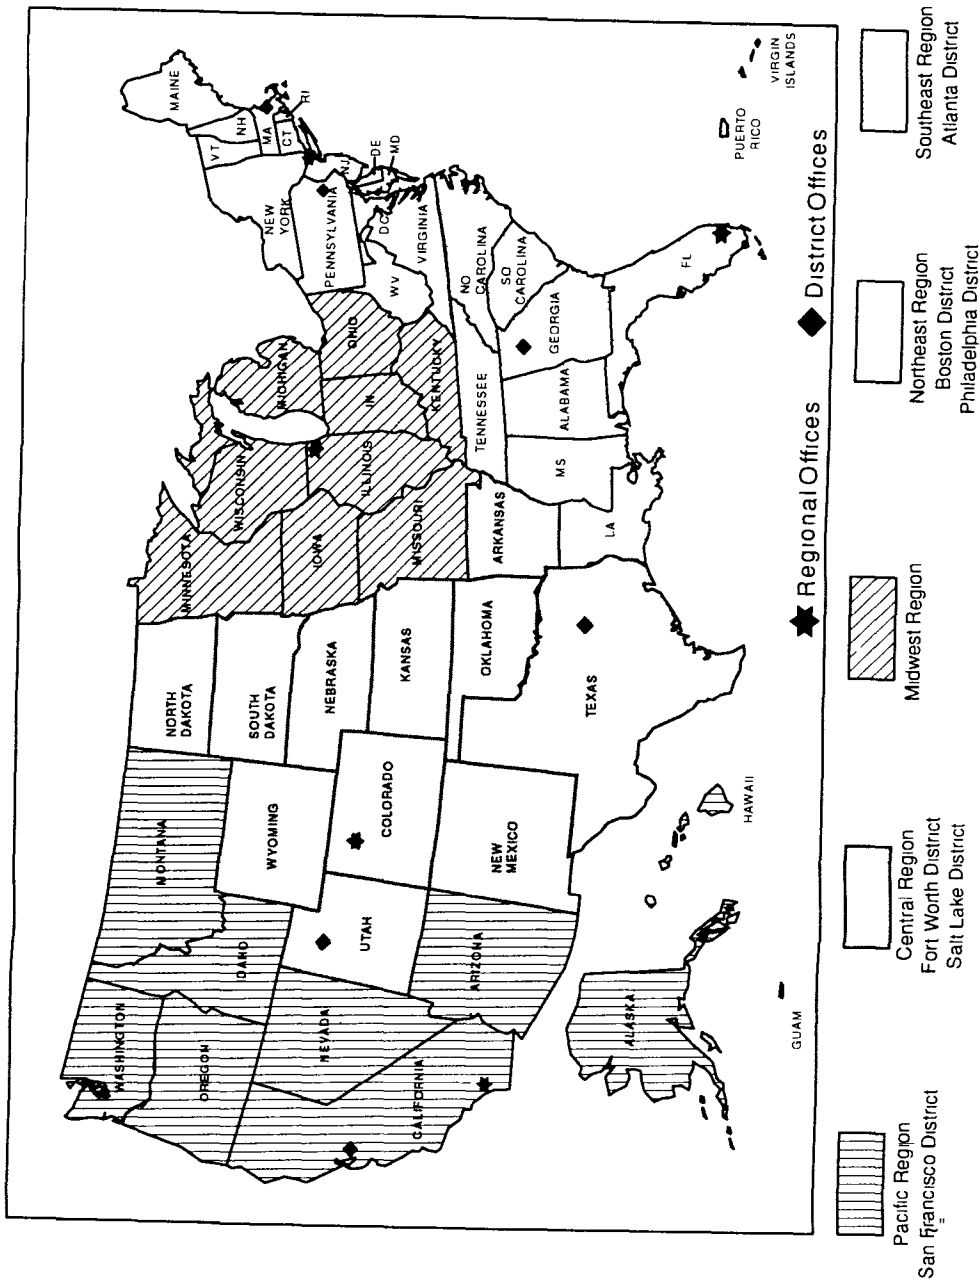 WASHINGTON
OREGON
CALIFORNIA
NEVADA
IDAHO
MONTANA
WYOMING
UTAH
ARIZONA
COLORADO
NEW
MEXICO
NORTH
DAKOTA
SOUTH
DAKOTA
NEBRASKA
KANSAS
OKLAHOMA
TEXAS
MINNESOTA
IOWA
MISSOURI
ARKANSAS
LA
WISCONSIN
ILLINOIS
MICHIGAN
IN
OHIO
KENTUCKY
TENNESSEE
MS
ALABAMA
GEORGIA
FL
SO
CAROLINA
NO
CAROLINA
VIRGINIA
WV
DC
MD
DE
NJ
PENNSYLVANIA
NEW
YORK
CT
RI
MA
VT
NH
MAINE
ALASKA
HAWAII
GUAM
PUERTO
RICO
VIRGIN
ISLANDS
Regional Offices
District Offices
Pacific Region
San Francisco District
Central Region
Fort Worth District
Salt Lake District
Midwest Region
Northeast Region
Boston District
Philadelphia District
Southeast Region
Atlanta District